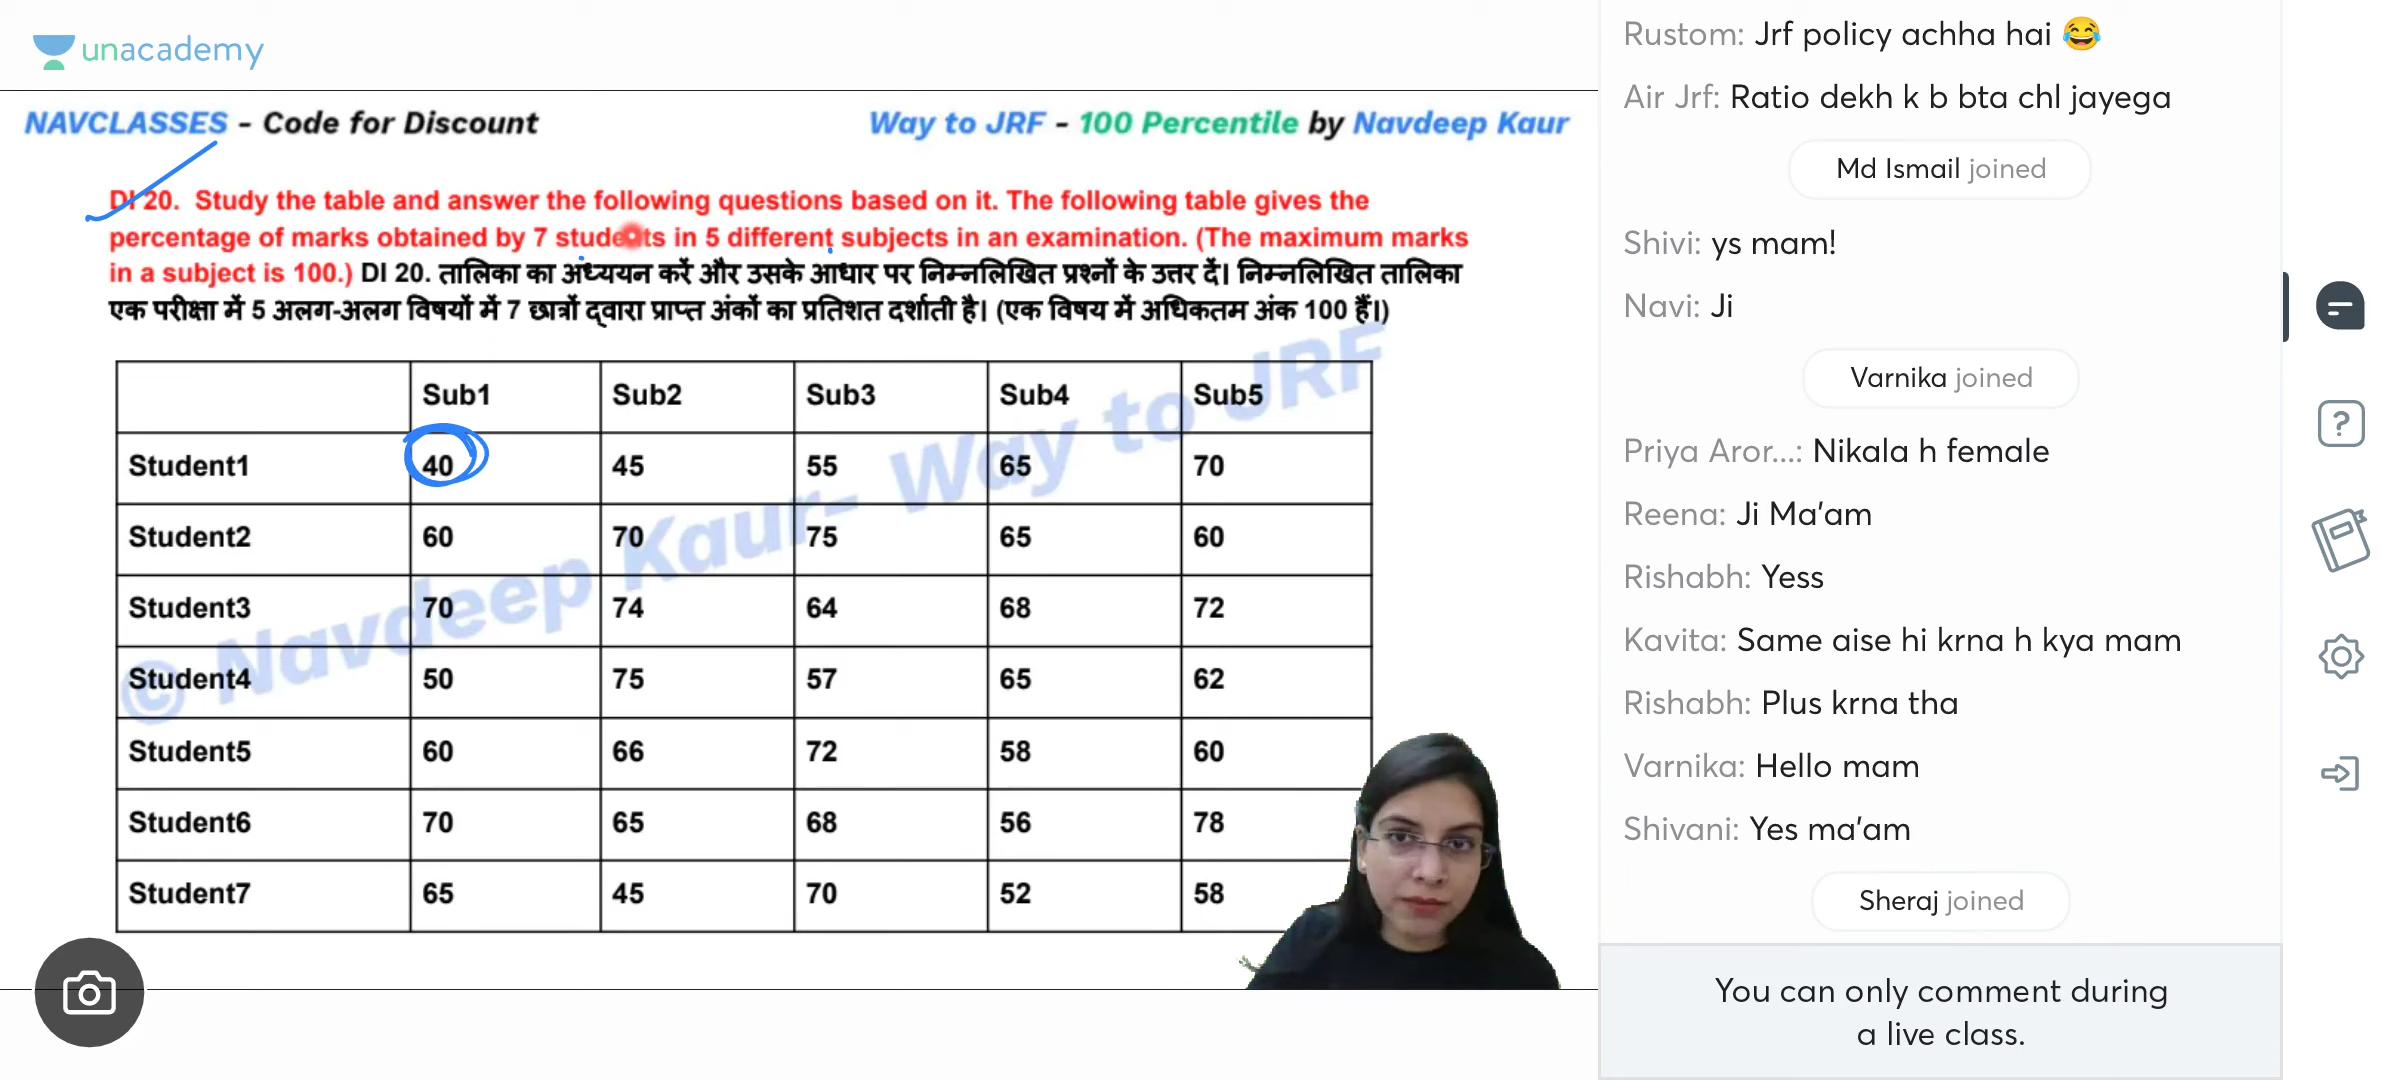 unacademy
NAVCLASSES - Code for Discount
Way to JRF - 100 Percentile by Navdeep Kaur
DI 20. Study the table and answer the following questions based on it. The following table gives the
percentage of marks obtained by 7 students in 5 different subjects in an examination. (The maximum marks
in a subject is 100.) DI 20. तालिका का अध्ययन करें और उसके आधार पर निम्नलिखित प्रश्नों के उत्तर दें। निम्नलिखित तालिका
एक परीक्षा में 5 अलग-अलग विषयों में 7 छात्रों द्वारा प्राप्त अंकों का प्रतिशत दर्शाती है। (एक विषय में अधिकतम अंक 100 हैं।)
Sub1 Sub2 Sub3 Sub4 Sub5
Student1 40 45 55 65 70
Student2 60 70 75 65 60
Student3 70 74 64 68 72
Student4 50 75 57 65 62
Student5 60 66 72 58 60
Student6 70 65 68 56 78
Student7 65 45 70 52 58
© Navdeep Kaur- Way to JRF
Rustom: Jrf policy achha hai 😂
Air Jrf: Ratio dekh k b bta chl jayega
Md Ismail joined
Shivi: ys mam!
Navi: Ji
Varnika joined
Priya Aror...: Nikala h female
Reena: Ji Ma'am
Rishabh: Yess
Kavita: Same aise hi krna h kya mam
Rishabh: Plus krna tha
Varnika: Hello mam
Shivani: Yes ma'am
Sheraj joined
You can only comment during
a live class.